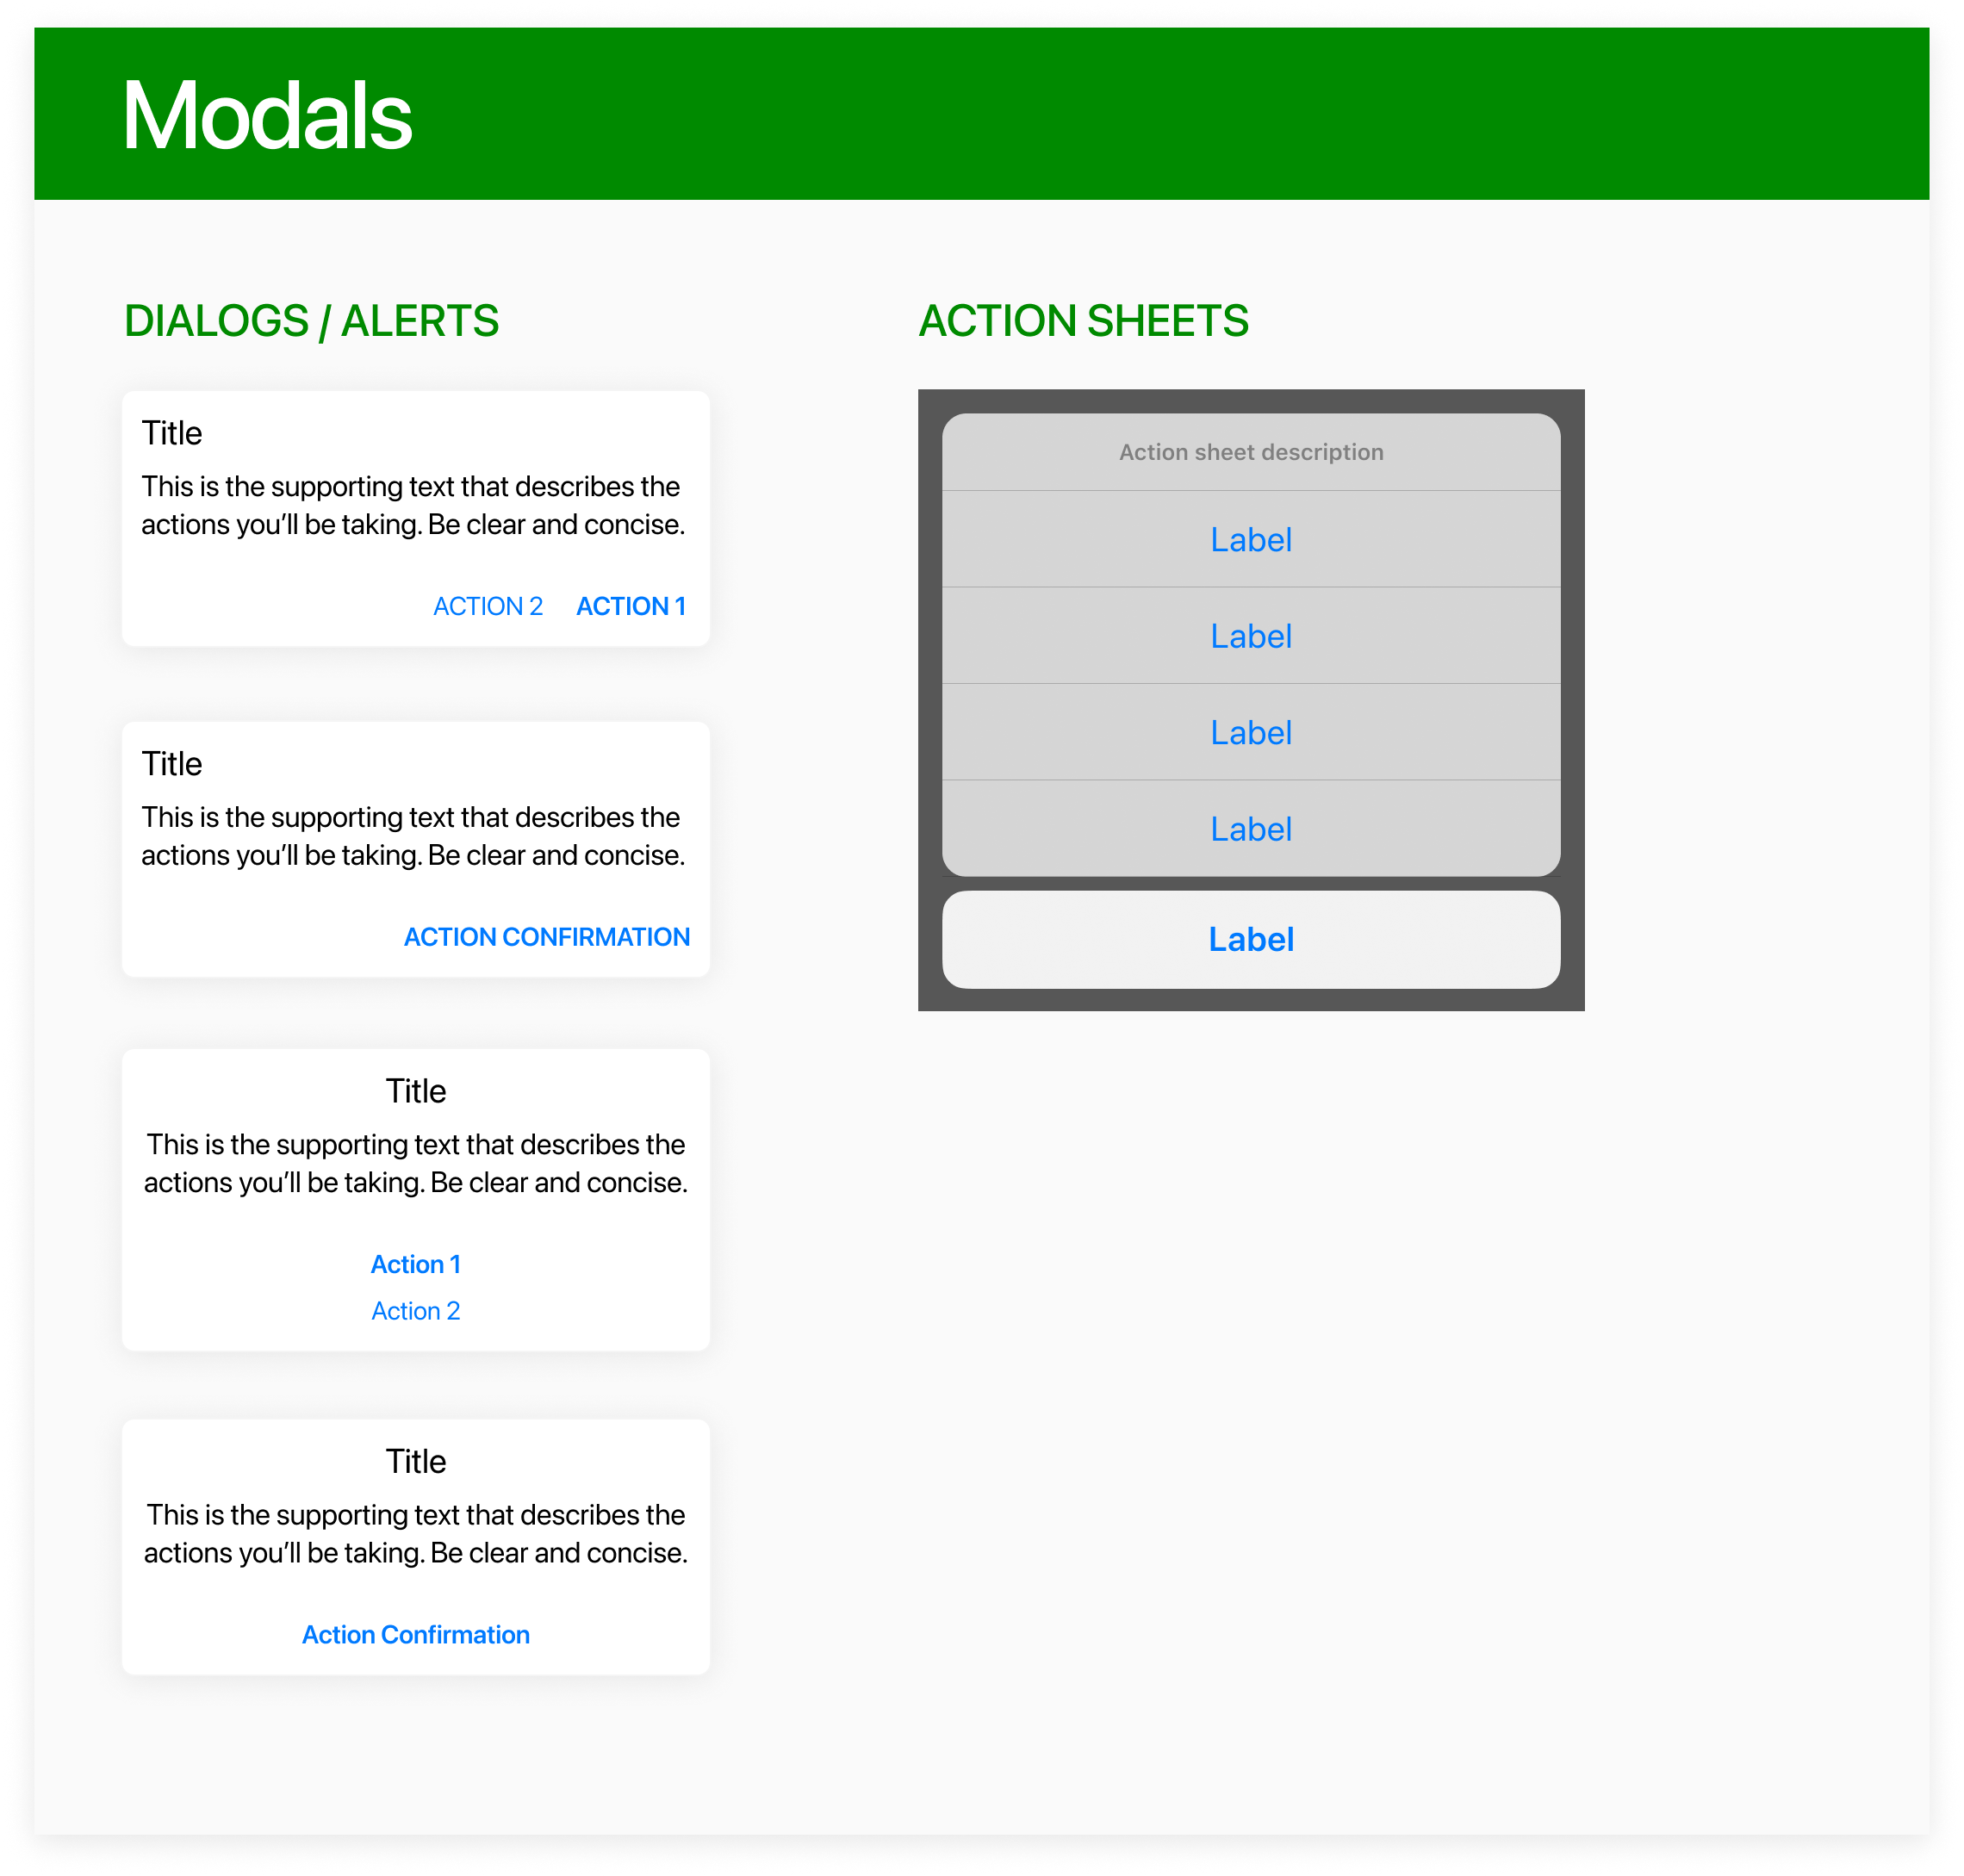 Modals
DIALOGS / ALERTS
Title
This is the supporting text that describes the
actions you’ll be taking. Be clear and concise.
ACTION 2 ACTION 1
Title
This is the supporting text that describes the
actions you’ll be taking. Be clear and concise.
ACTION CONFIRMATION
Title
This is the supporting text that describes the
actions you’ll be taking. Be clear and concise.
Action 1
Action 2
Title
This is the supporting text that describes the
actions you’ll be taking. Be clear and concise.
Action Confirmation
ACTION SHEETS
Action sheet description
Label
Label
Label
Label
Label